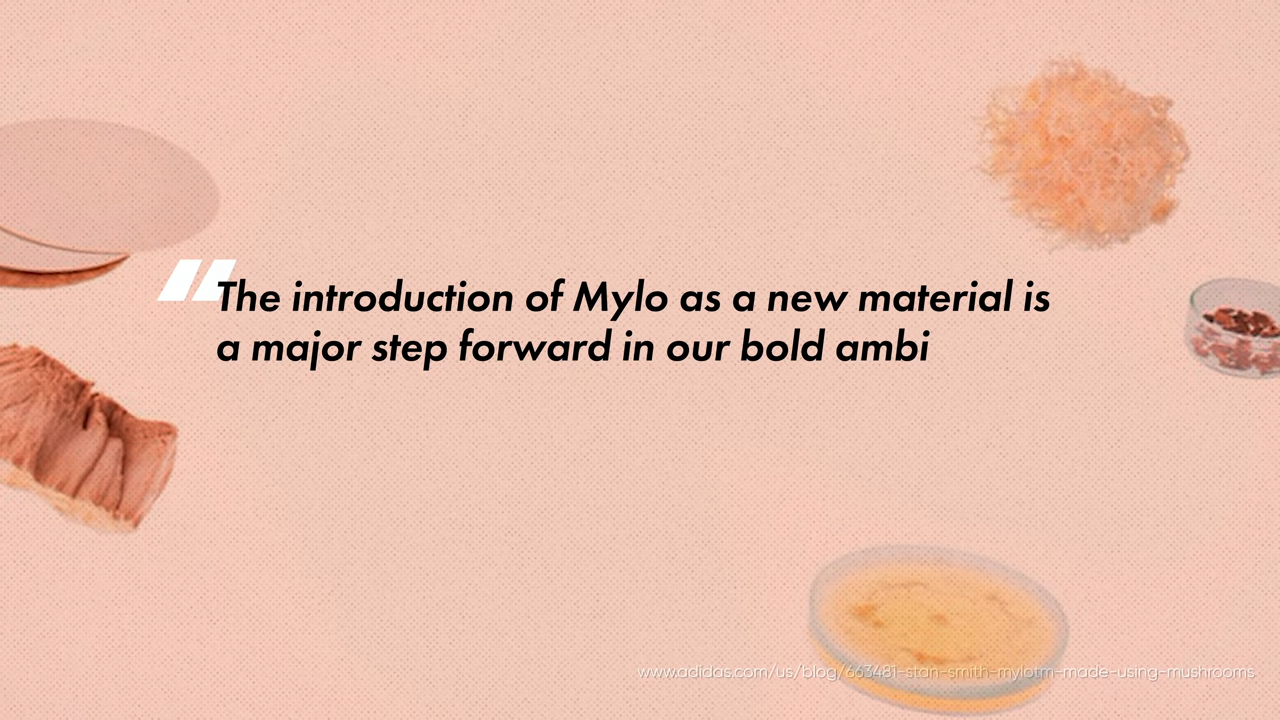 “The introduction of Mylo as a new material is
a major step forward in our bold ambi
www.adidas.com/us/blog/663481-stan-smith-mylotm-made-using-mushrooms